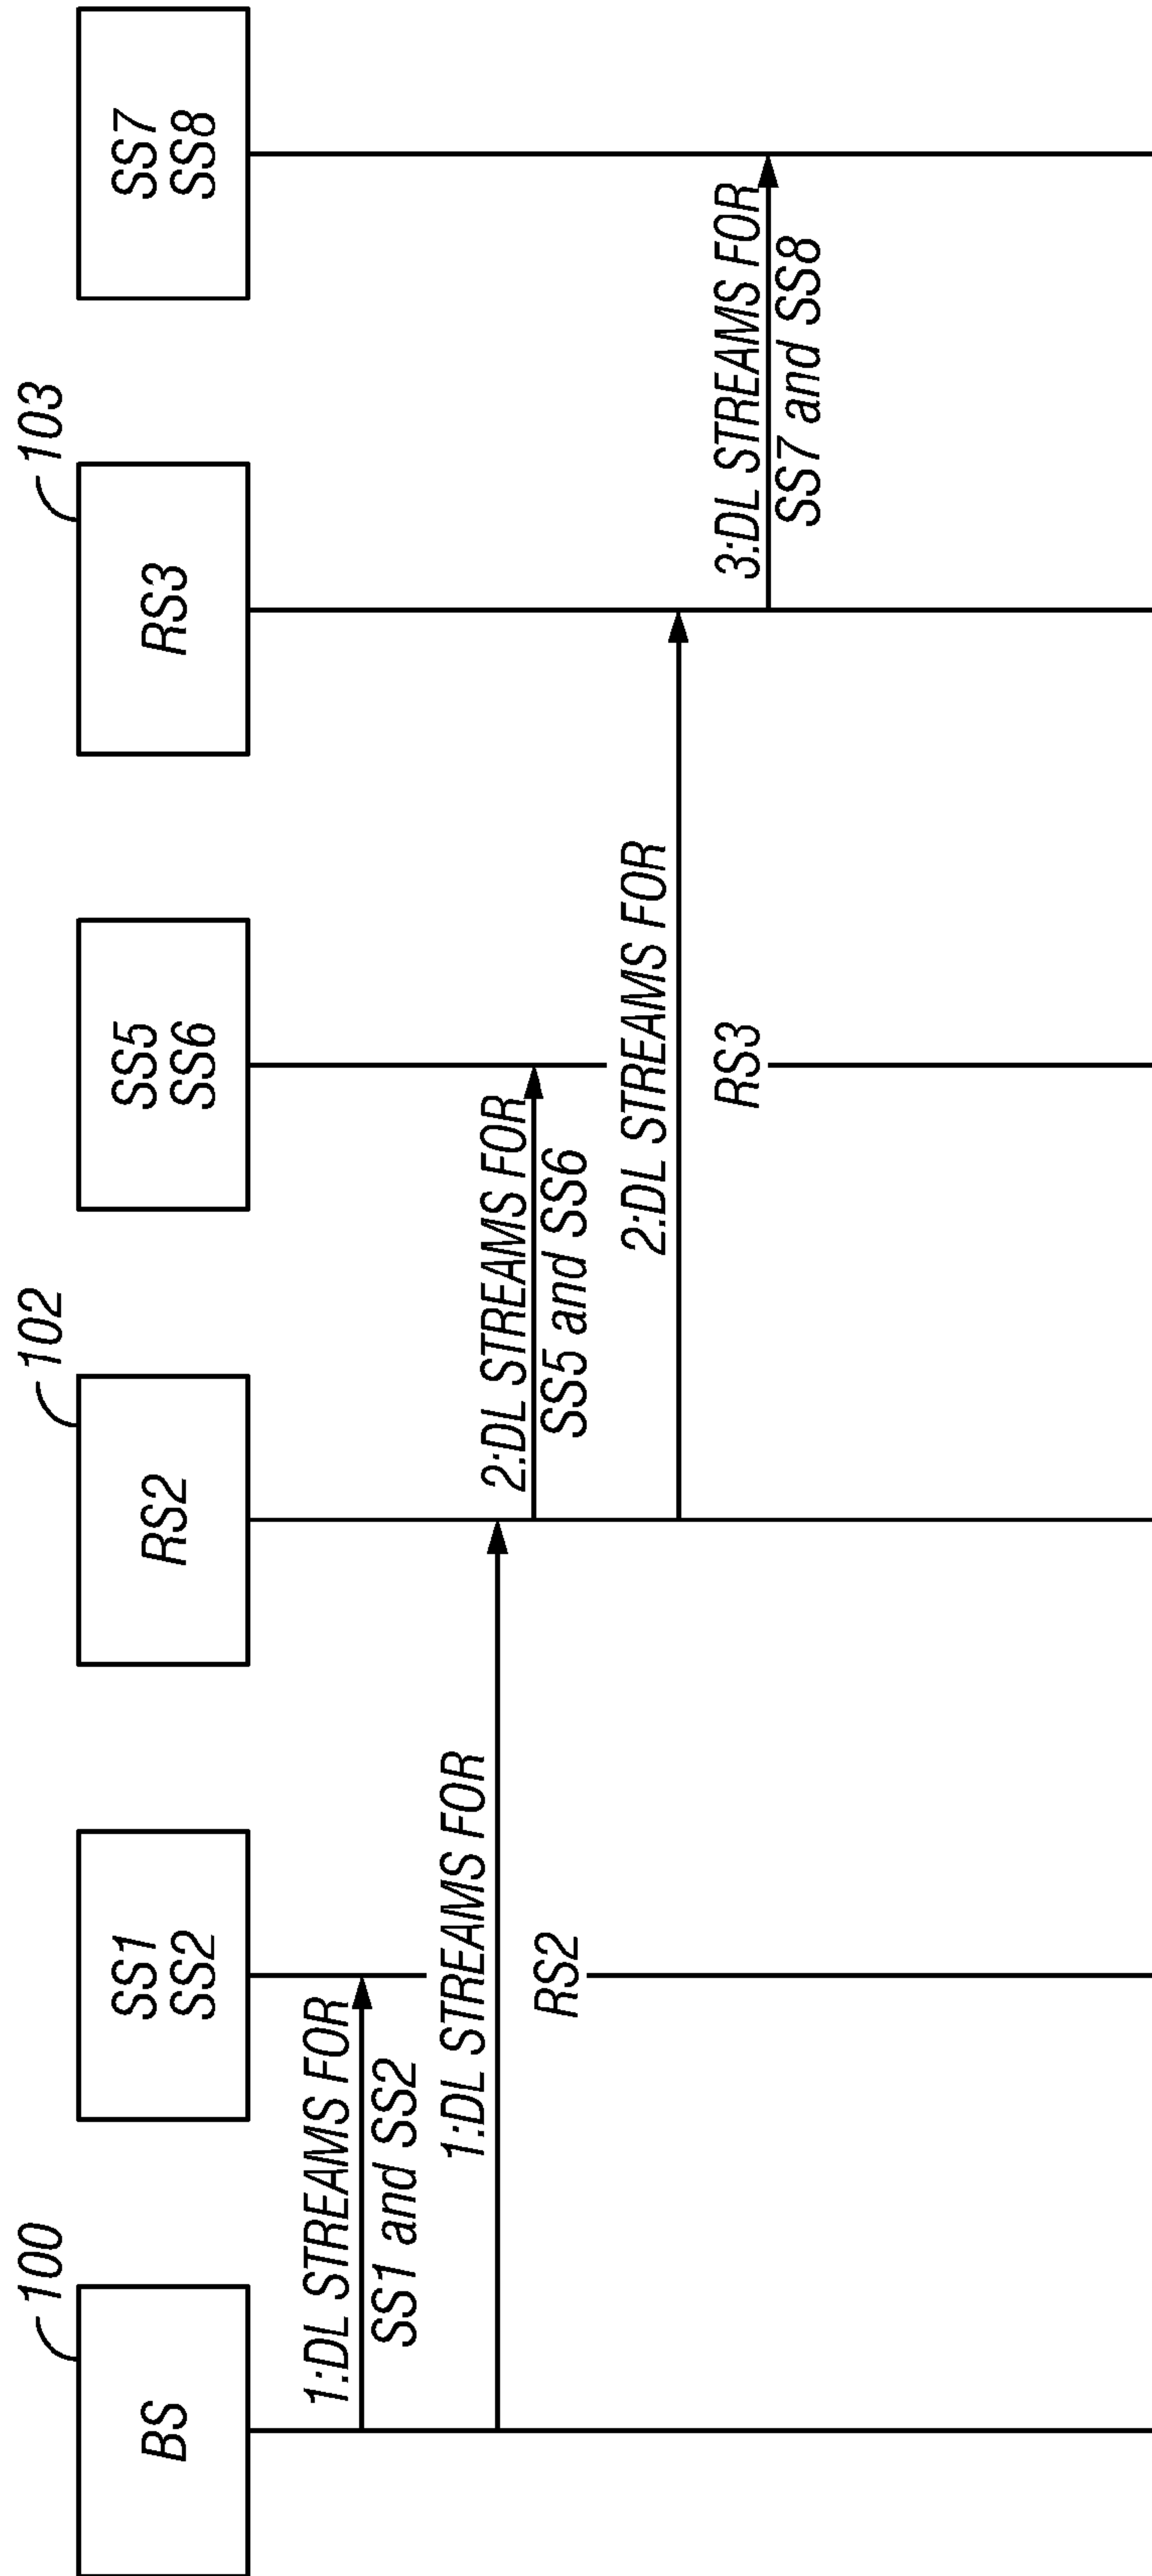 100
102
103
BS
SS1
SS2
RS2
SS5
SS6
RS3
SS7
SS8
1:DL STREAMS FOR
SS1 and SS2
1:DL STREAMS FOR
RS2
2:DL STREAMS FOR
SS5 and SS6
2:DL STREAMS FOR
RS3
3:DL STREAMS FOR
SS7 and SS8